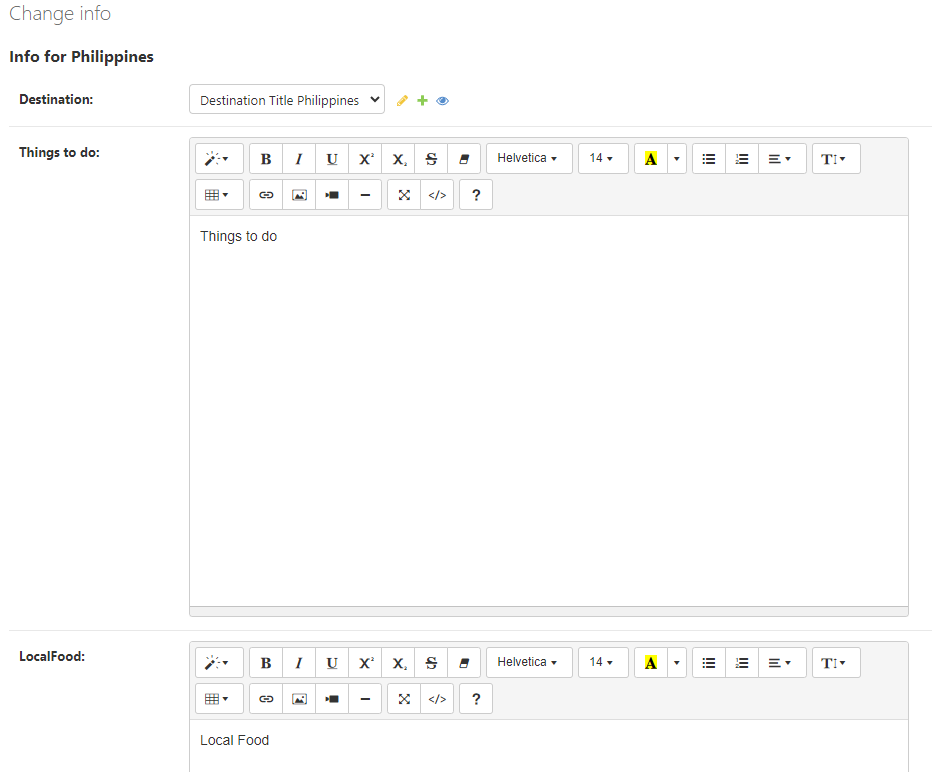 Change info
Info for Philippines
Destination: Destination Title Philippines
Things to do:
B I U X² X₂ S Helvetica 14 A T
</> ?
Things to do
LocalFood:
B I U X² X₂ S Helvetica 14 A T
</> ?
Local Food